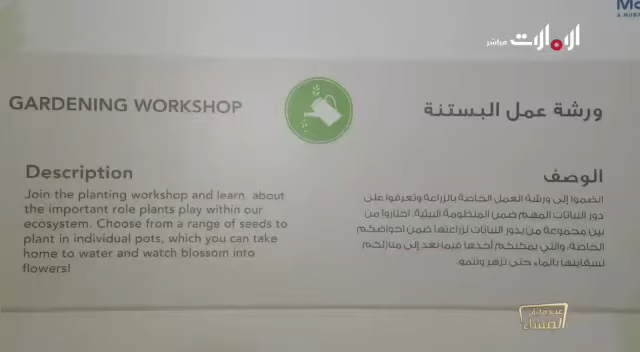 الإمارات
مباشر
GARDENING WORKSHOP
ورشة عمل البستنة
Description
Join the planting workshop and learn about
the important role plants play within our
ecosystem. Choose from a range of seeds to
plant in individual pots, which you can take
home to water and watch blossom into
flowers!
الوصف
انضموا إلى ورشة العمل الخاصة بالزراعة وتعرفوا على
دور النباتات المهم ضمن المنظومة البيئية. اختاروا من
بين مجموعة من بذور النباتات لزراعتها ضمن أحواضكم
الخاصة، والتي يمكنكم أخذها فيما بعد إلى منازلكم
لسقايتها بالماء حتى تزهر وتنمو.
المساء